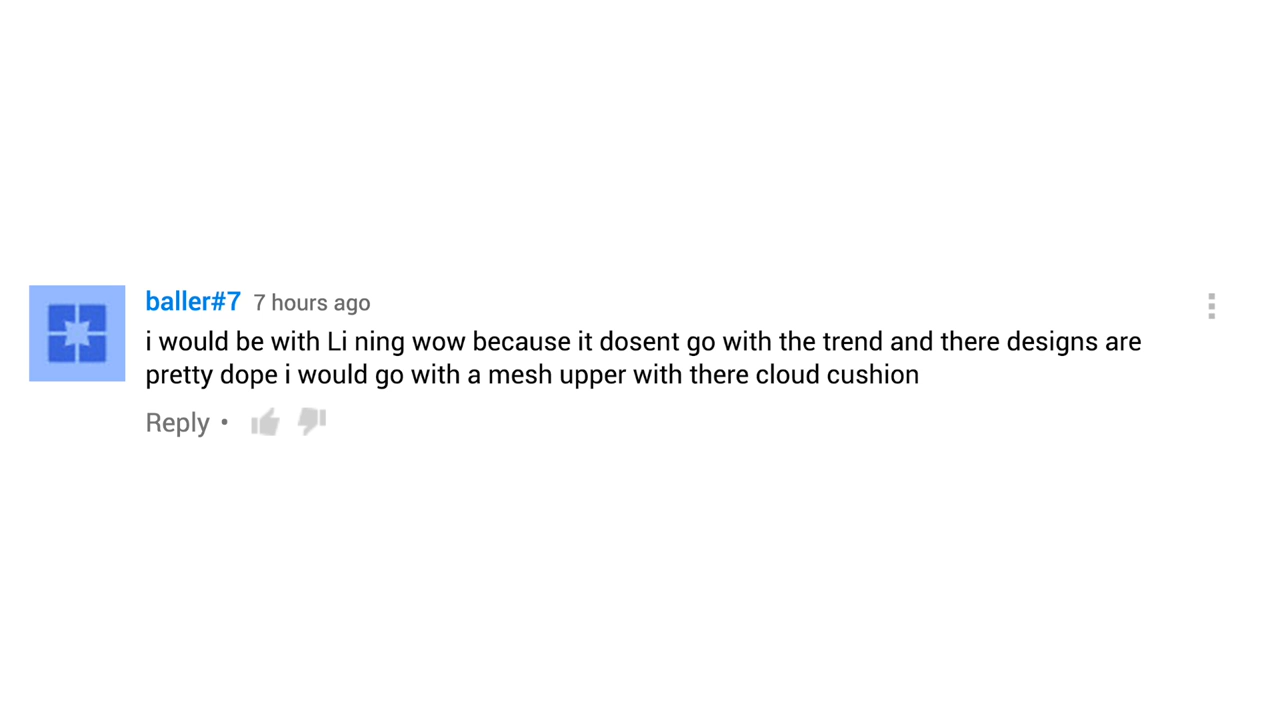 baller#7 7 hours ago
i would be with Li ning wow because it dosent go with the trend and there designs are
pretty dope i would go with a mesh upper with there cloud cushion
Reply •